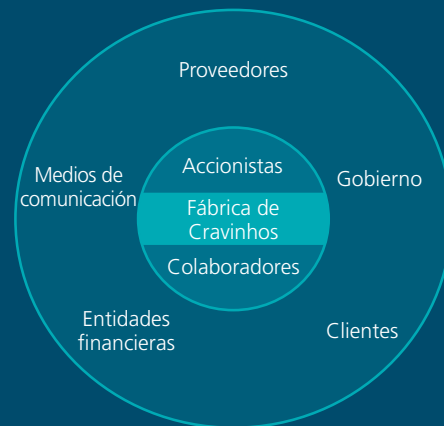 Proveedores
Accionistas
Medios de
comunicación
Gobierno
Fábrica de
Cravinhos
Colaboradores
Entidades
financieras
Clientes